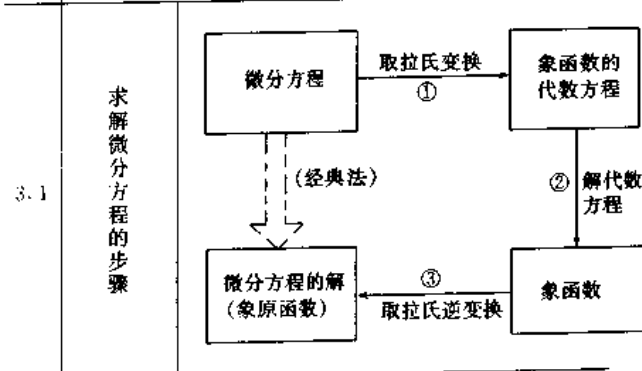 3.1
求解微分方程的步骤
微分方程
取拉氏变换
①
象函数的
代数方程
(经典法)
②
解代数
方程
微分方程的解
(象原函数)
③
取拉氏逆变换
象函数